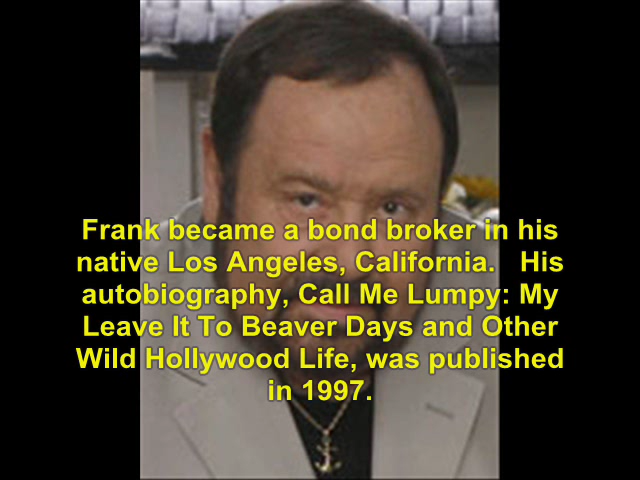 Frank became a bond broker in his
native Los Angeles, California.   His
autobiography, Call Me Lumpy: My
Leave It To Beaver Days and Other
Wild Hollywood Life, was published
in 1997.